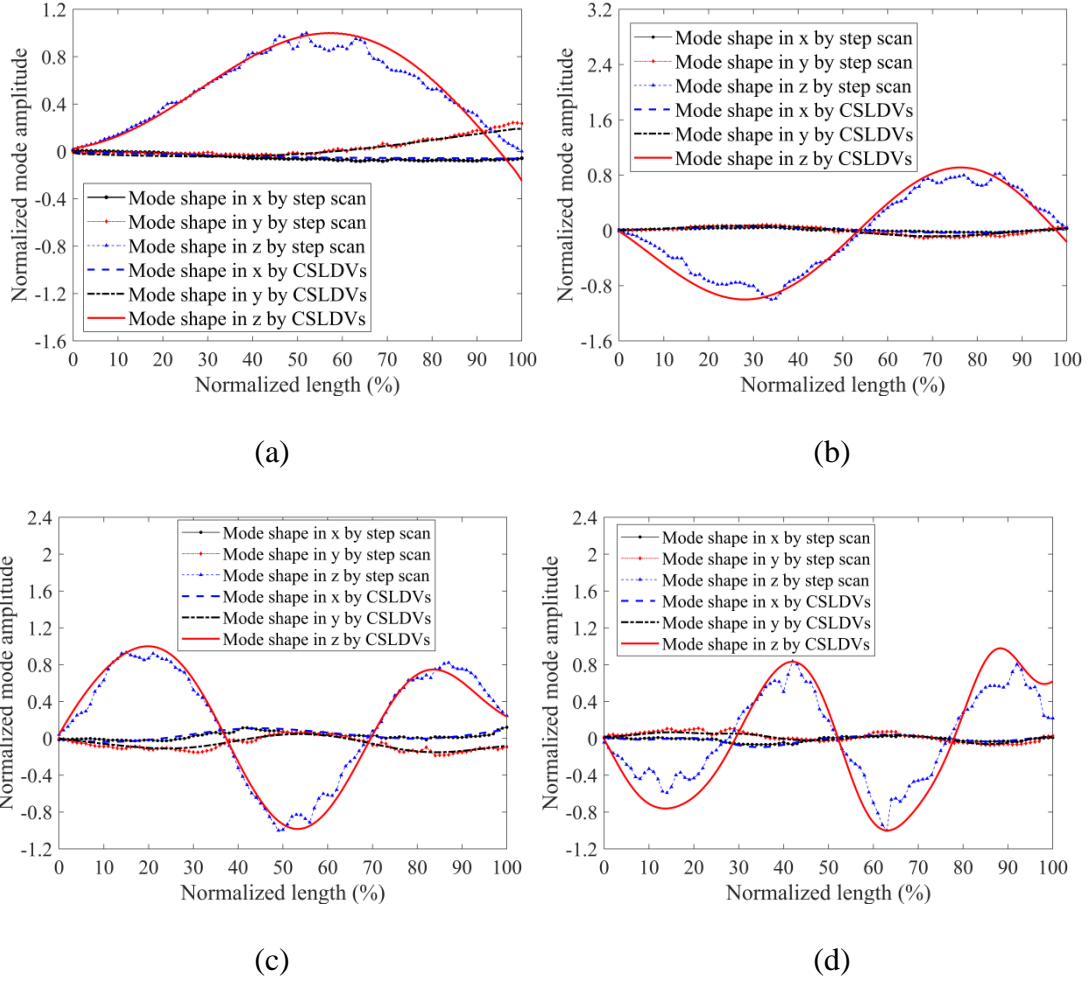 1.2
0.8
0.4
0
-0.4
-0.8
-1.2
-1.6
Normalized mode amplitude
Mode shape in x by step scan
Mode shape in y by step scan
Mode shape in z by step scan
Mode shape in x by CSLDVs
Mode shape in y by CSLDVs
Mode shape in z by CSLDVs
0 10 20 30 40 50 60 70 80 90 100
Normalized length (%)
(a)
3.2
2.4
1.6
0.8
0
-0.8
-1.6
Normalized mode amplitude
Mode shape in x by step scan
Mode shape in y by step scan
Mode shape in z by step scan
Mode shape in x by CSLDVs
Mode shape in y by CSLDVs
Mode shape in z by CSLDVs
0 10 20 30 40 50 60 70 80 90 100
Normalized length (%)
(b)
2.4
2
1.6
1.2
0.8
0.4
0
-0.4
-0.8
-1.2
Normalized mode amplitude
Mode shape in x by step scan
Mode shape in y by step scan
Mode shape in z by step scan
Mode shape in x by CSLDVs
Mode shape in y by CSLDVs
Mode shape in z by CSLDVs
0 10 20 30 40 50 60 70 80 90 100
Normalized length (%)
(c)
2.4
2
1.6
1.2
0.8
0.4
0
-0.4
-0.8
-1.2
Normalized mode amplitude
Mode shape in x by step scan
Mode shape in y by step scan
Mode shape in z by step scan
Mode shape in x by CSLDVs
Mode shape in y by CSLDVs
Mode shape in z by CSLDVs
0 10 20 30 40 50 60 70 80 90 100
Normalized length (%)
(d)